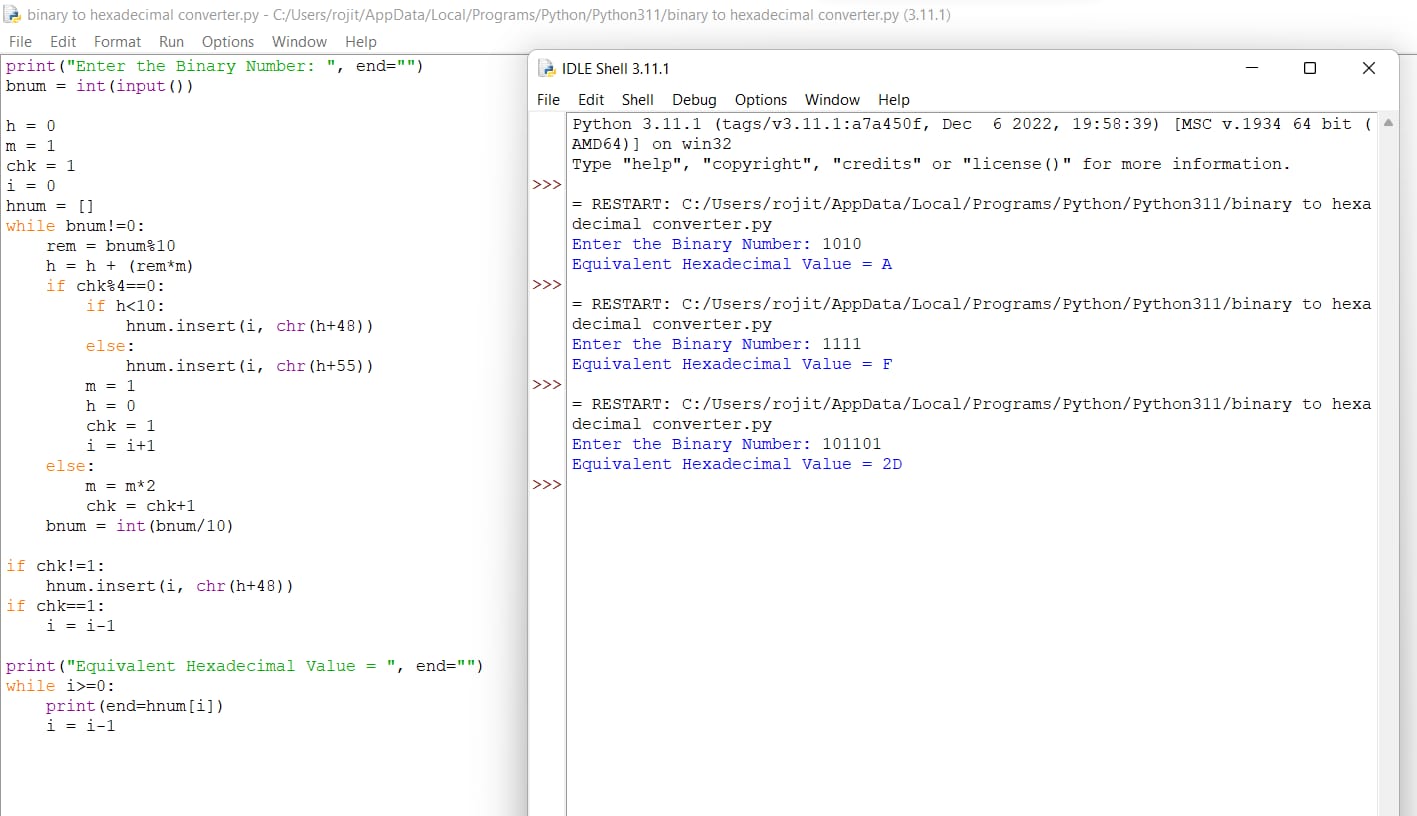 binary to hexadecimal converter.py - C:/Users/rojit/AppData/Local/Programs/Python/Python311/binary to hexadecimal converter.py (3.11.1)
File Edit Format Run Options Window Help
print("Enter the Binary Number: ", end="")
bnum = int(input())

h = 0
m = 1
chk = 1
i = 0
hnum = []
while bnum!=0:
    rem = bnum%10
    h = h + (rem*m)
    if chk%4==0:
        if h<10:
            hnum.insert(i, chr(h+48))
        else:
            hnum.insert(i, chr(h+55))
        m = 1
        h = 0
        chk = 1
        i = i+1
    else:
        m = m*2
        chk = chk+1
    bnum = int(bnum/10)

if chk!=1:
    hnum.insert(i, chr(h+48))
if chk==1:
    i = i-1

print("Equivalent Hexadecimal Value = ", end="")
while i>=0:
    print(end=hnum[i])
    i = i-1
IDLE Shell 3.11.1
File Edit Shell Debug Options Window Help
Python 3.11.1 (tags/v3.11.1:a7a450f, Dec  6 2022, 19:58:39) [MSC v.1934 64 bit (
AMD64)] on win32
Type "help", "copyright", "credits" or "license()" for more information.
>>>
= RESTART: C:/Users/rojit/AppData/Local/Programs/Python/Python311/binary to hexa
decimal converter.py
Enter the Binary Number: 1010
Equivalent Hexadecimal Value = A
>>>
= RESTART: C:/Users/rojit/AppData/Local/Programs/Python/Python311/binary to hexa
decimal converter.py
Enter the Binary Number: 1111
Equivalent Hexadecimal Value = F
>>>
= RESTART: C:/Users/rojit/AppData/Local/Programs/Python/Python311/binary to hexa
decimal converter.py
Enter the Binary Number: 101101
Equivalent Hexadecimal Value = 2D
>>>